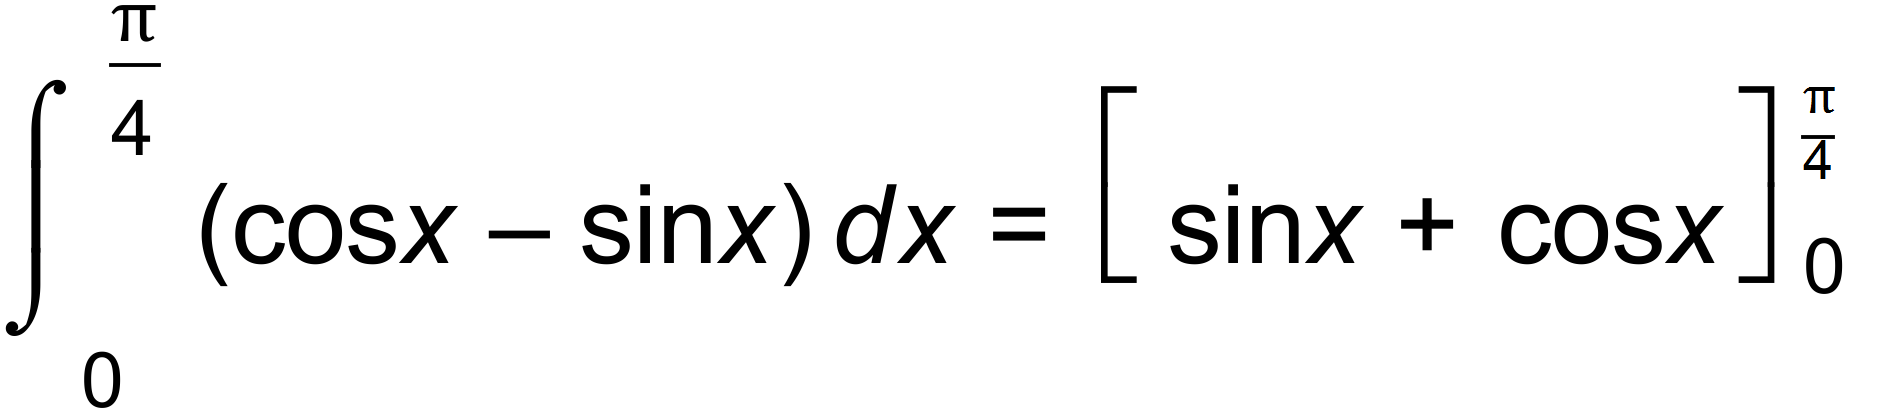 ∫₀^(π/4) (cosx – sinx) dx = [ sinx + cosx ]₀^(π/4)